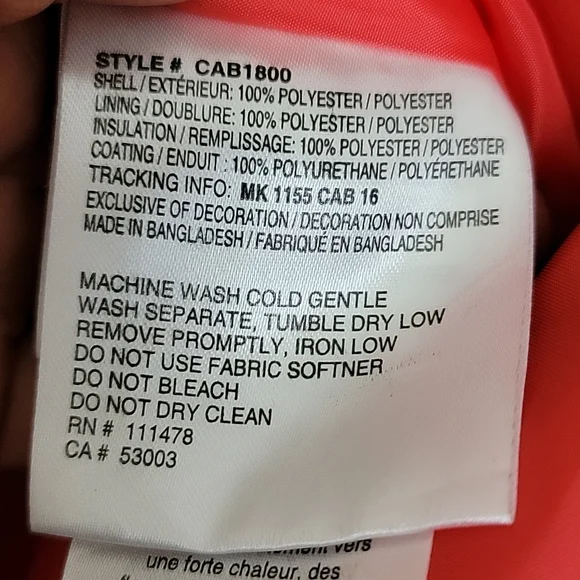 STYLE # CAB1800
SHELL / EXTÉRIEUR: 100% POLYESTER / POLYESTER
LINING / DOUBLURE: 100% POLYESTER / POLYESTER
INSULATION / REMPLISSAGE: 100% POLYESTER / POLYESTER
COATING / ENDUIT : 100% POLYURETHANE / POLYÉRETHANE
TRACKING INFO: MK 1155 CAB 16
EXCLUSIVE OF DECORATION / DECORATION NON COMPRISE
MADE IN BANGLADESH / FABRIQUÉ EN BANGLADESH
MACHINE WASH COLD GENTLE
WASH SEPARATE, TUMBLE DRY LOW
REMOVE PROMPTLY, IRON LOW
DO NOT USE FABRIC SOFTNER
DO NOT BLEACH
DO NOT DRY CLEAN
RN # 111478
CA # 53003
vers
une forte chaleur, des